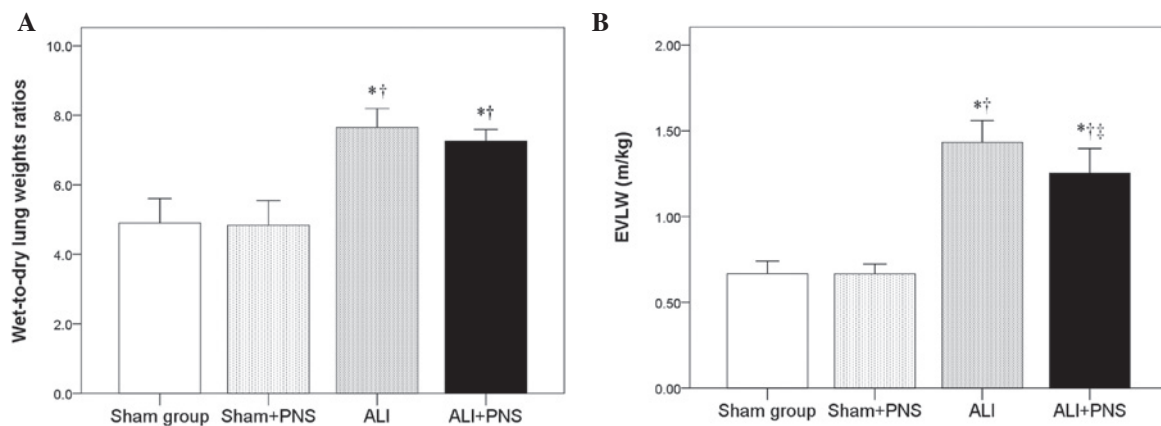 A
Wet-to-dry lung weights ratios
10.0
8.0
6.0
4.0
2.0
0.0
*†
*†
Sham group
Sham+PNS
ALI
ALI+PNS
B
EVLW (m/kg)
2.00
1.50
1.00
0.50
0.00
*†
*†‡
Sham group
Sham+PNS
ALI
ALI+PNS